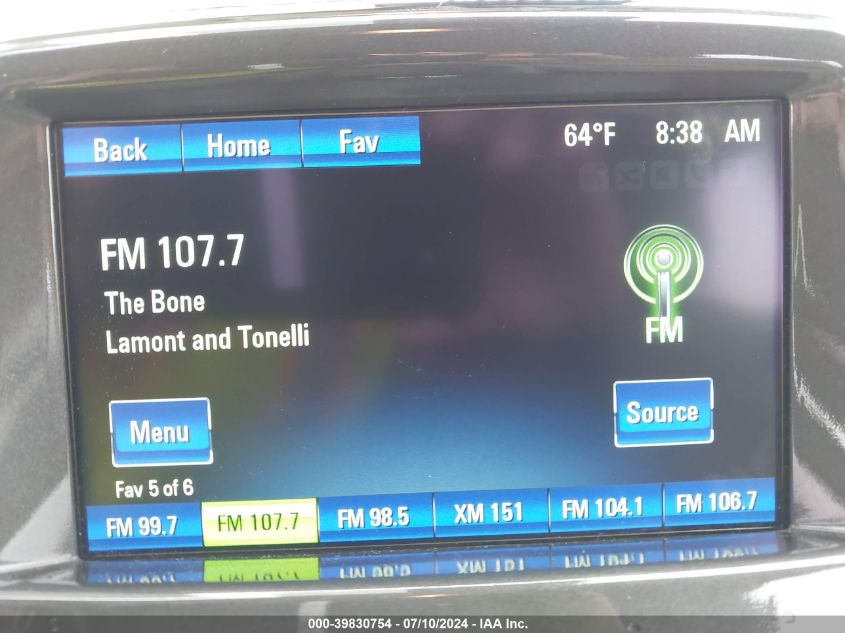 Back Home Fav 64°F 8:38 AM
FM 107.7
The Bone
Lamont and Tonelli
FM
Menu Source
Fav 5 of 6
FM 99.7 FM 107.7 FM 98.5 XM 151 FM 104.1 FM 106.7
000-39830754 / 07/10/2024 - IAA Inc.